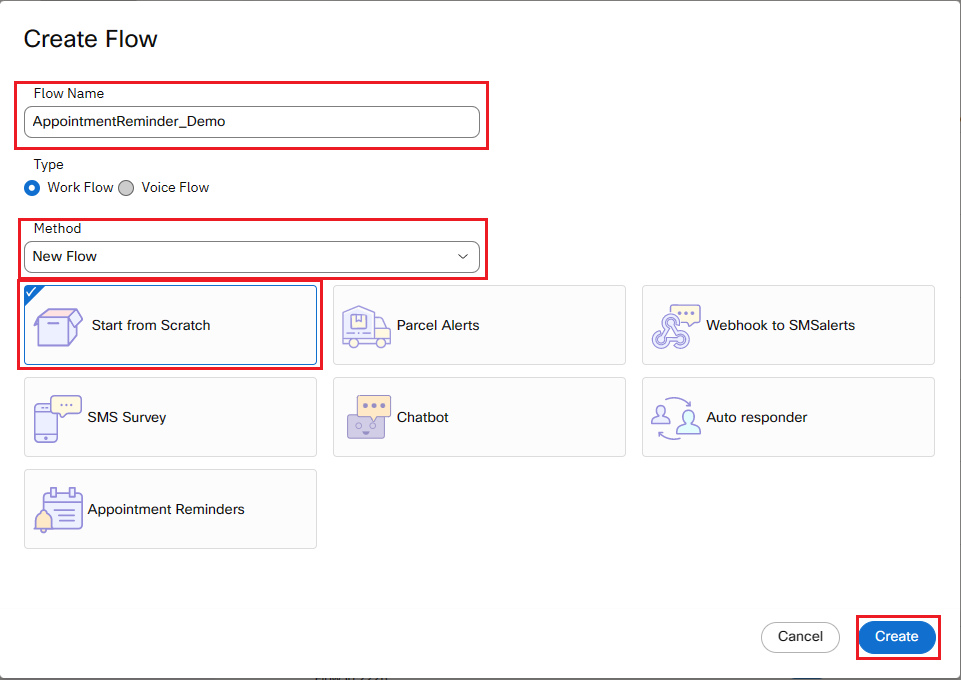 Create Flow
Flow Name
AppointmentReminder_Demo
Type
Work Flow Voice Flow
Method
New Flow
Start from Scratch Parcel Alerts Webhook to SMSalerts
SMS Survey Chatbot Auto responder
Appointment Reminders
Cancel Create